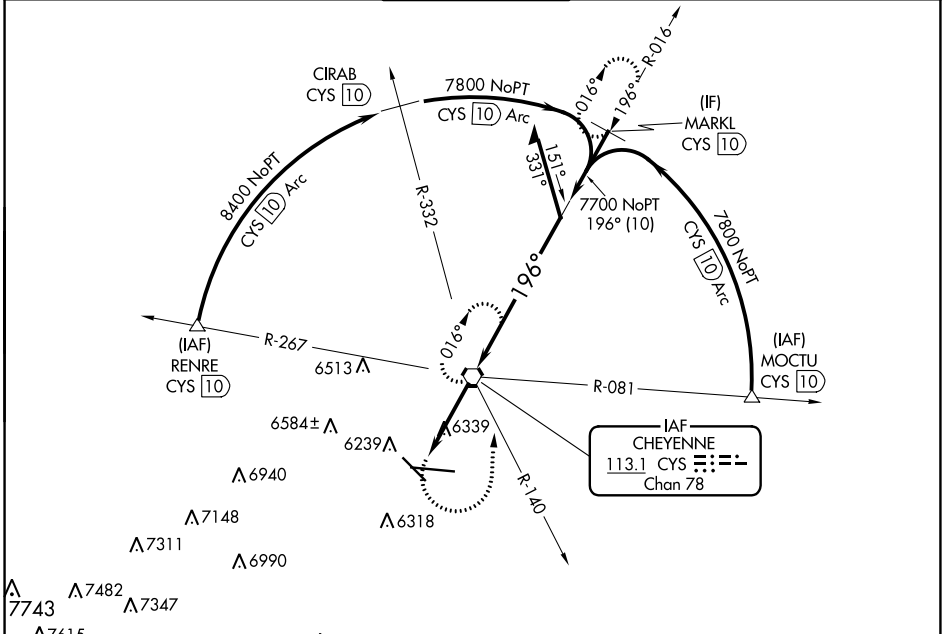 R-016
CIRAB
CYS 10
7800 NoPT
CYS 10 Arc
016°
196°
(IF)
MARKL
CYS 10
151°
331°
7700 NoPT
196° (10)
8400 NoPT
CYS 10 Arc
R-332
7800 NoPT
CYS 10 Arc
196°
016°
(IAF)
RENRE
CYS 10
R-267
6513
R-081
(IAF)
MOCTU
CYS 10
6584±
6239
6339
IAF
CHEYENNE
113.1 CYS
Chan 78
R-140
6940
7148
6318
7311
6990
7743
7482
7347
7615